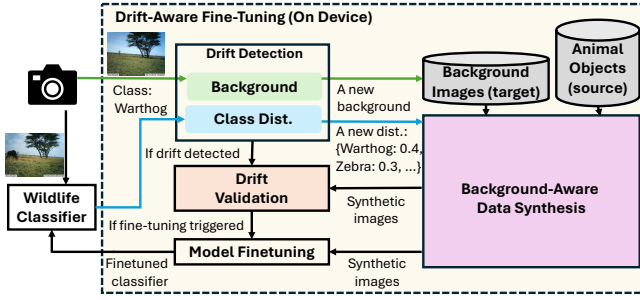 Drift-Aware Fine-Tuning (On Device)
Drift Detection
Background
Class Dist.
Class:
Warthog
A new
background
Background
Images (target)
Animal
Objects
(source)
A new dist.:
{Warthog: 0.4,
Zebra: 0.3, ...}
If drift detected
Drift
Validation
Synthetic
images
Background-Aware
Data Synthesis
Wildlife
Classifier
If fine-tuning triggered
Model Finetuning
Finetuned
classifier
Synthetic
images